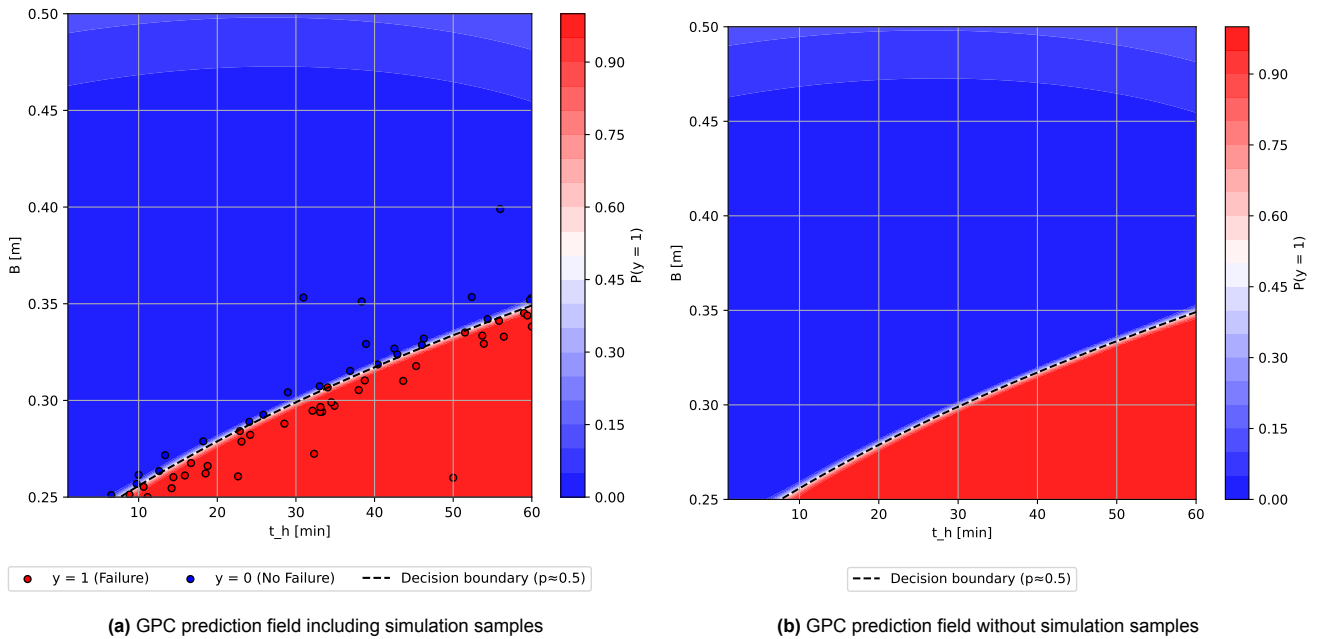 0.50
0.45
0.40
0.35
0.30
0.25
B [m]
10 20 30 40 50 60
t_h [min]
0.90
0.75
0.60
0.45
0.30
0.15
0.00
P(y = 1)
y = 1 (Failure) y = 0 (No Failure) Decision boundary (p≈0.5)
(a) GPC prediction field including simulation samples
0.50
0.45
0.40
0.35
0.30
0.25
B [m]
10 20 30 40 50 60
t_h [min]
0.90
0.75
0.60
0.45
0.30
0.15
0.00
P(y = 1)
Decision boundary (p≈0.5)
(b) GPC prediction field without simulation samples